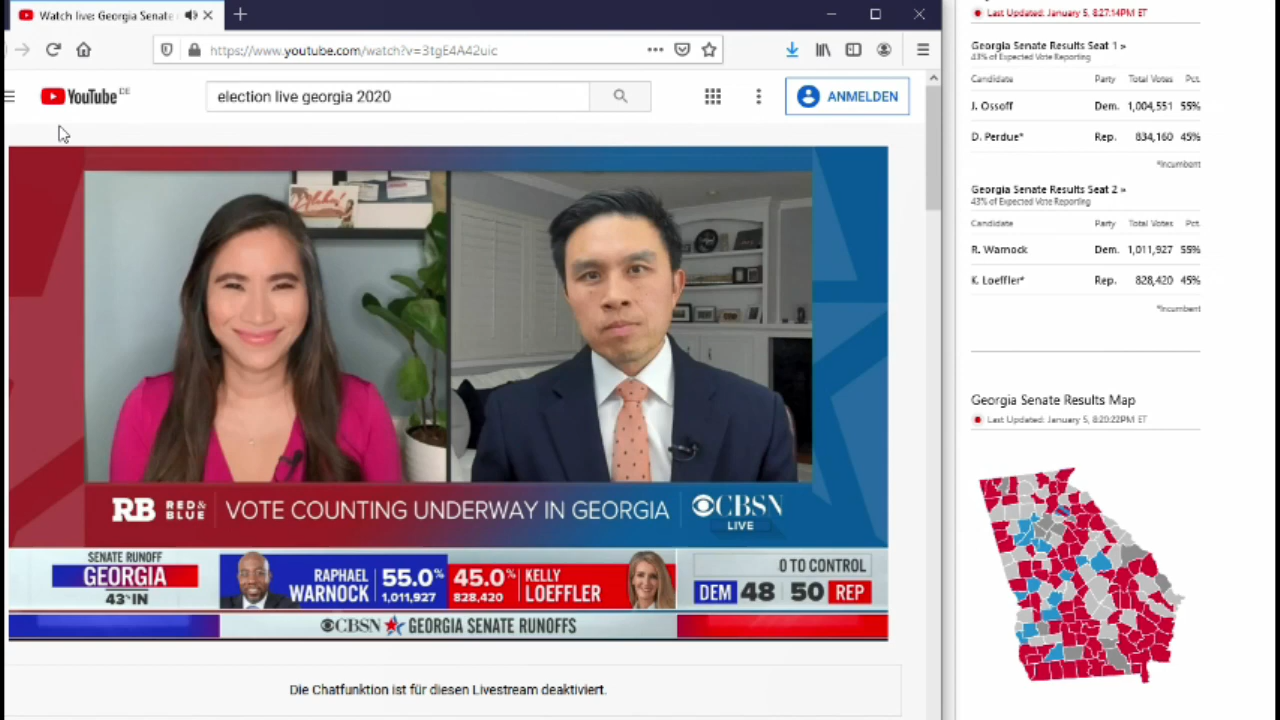 Watch live: Georgia Senate
https://www.youtube.com/watch?v=3tgE4A42uic
YouTube DE
election live georgia 2020
ANMELDEN
RB RED& BLUE
VOTE COUNTING UNDERWAY IN GEORGIA
CBSN
LIVE
SENATE RUNOFF
GEORGIA
43% IN
RAPHAEL WARNOCK
55.0%
1,011,927
45.0%
828,420
KELLY LOEFFLER
0 TO CONTROL
DEM 48 50 REP
CBSN GEORGIA SENATE RUNOFFS
Die Chatfunktion ist für diesen Livestream deaktiviert.
Last Updated: January 5, 8:27:14PM ET
Georgia Senate Results Seat 1 »
43% of Expected Vote Reporting
Candidate Party Total Votes Pct.
J. Ossoff Dem. 1,004,551 55%
D. Perdue* Rep. 834,160 45%
*Incumbent
Georgia Senate Results Seat 2 »
43% of Expected Vote Reporting
Candidate Party Total Votes Pct.
R. Warnock Dem. 1,011,927 55%
K. Loeffler* Rep. 828,420 45%
*Incumbent
Georgia Senate Results Map
Last Updated: January 5, 8:20:22PM ET